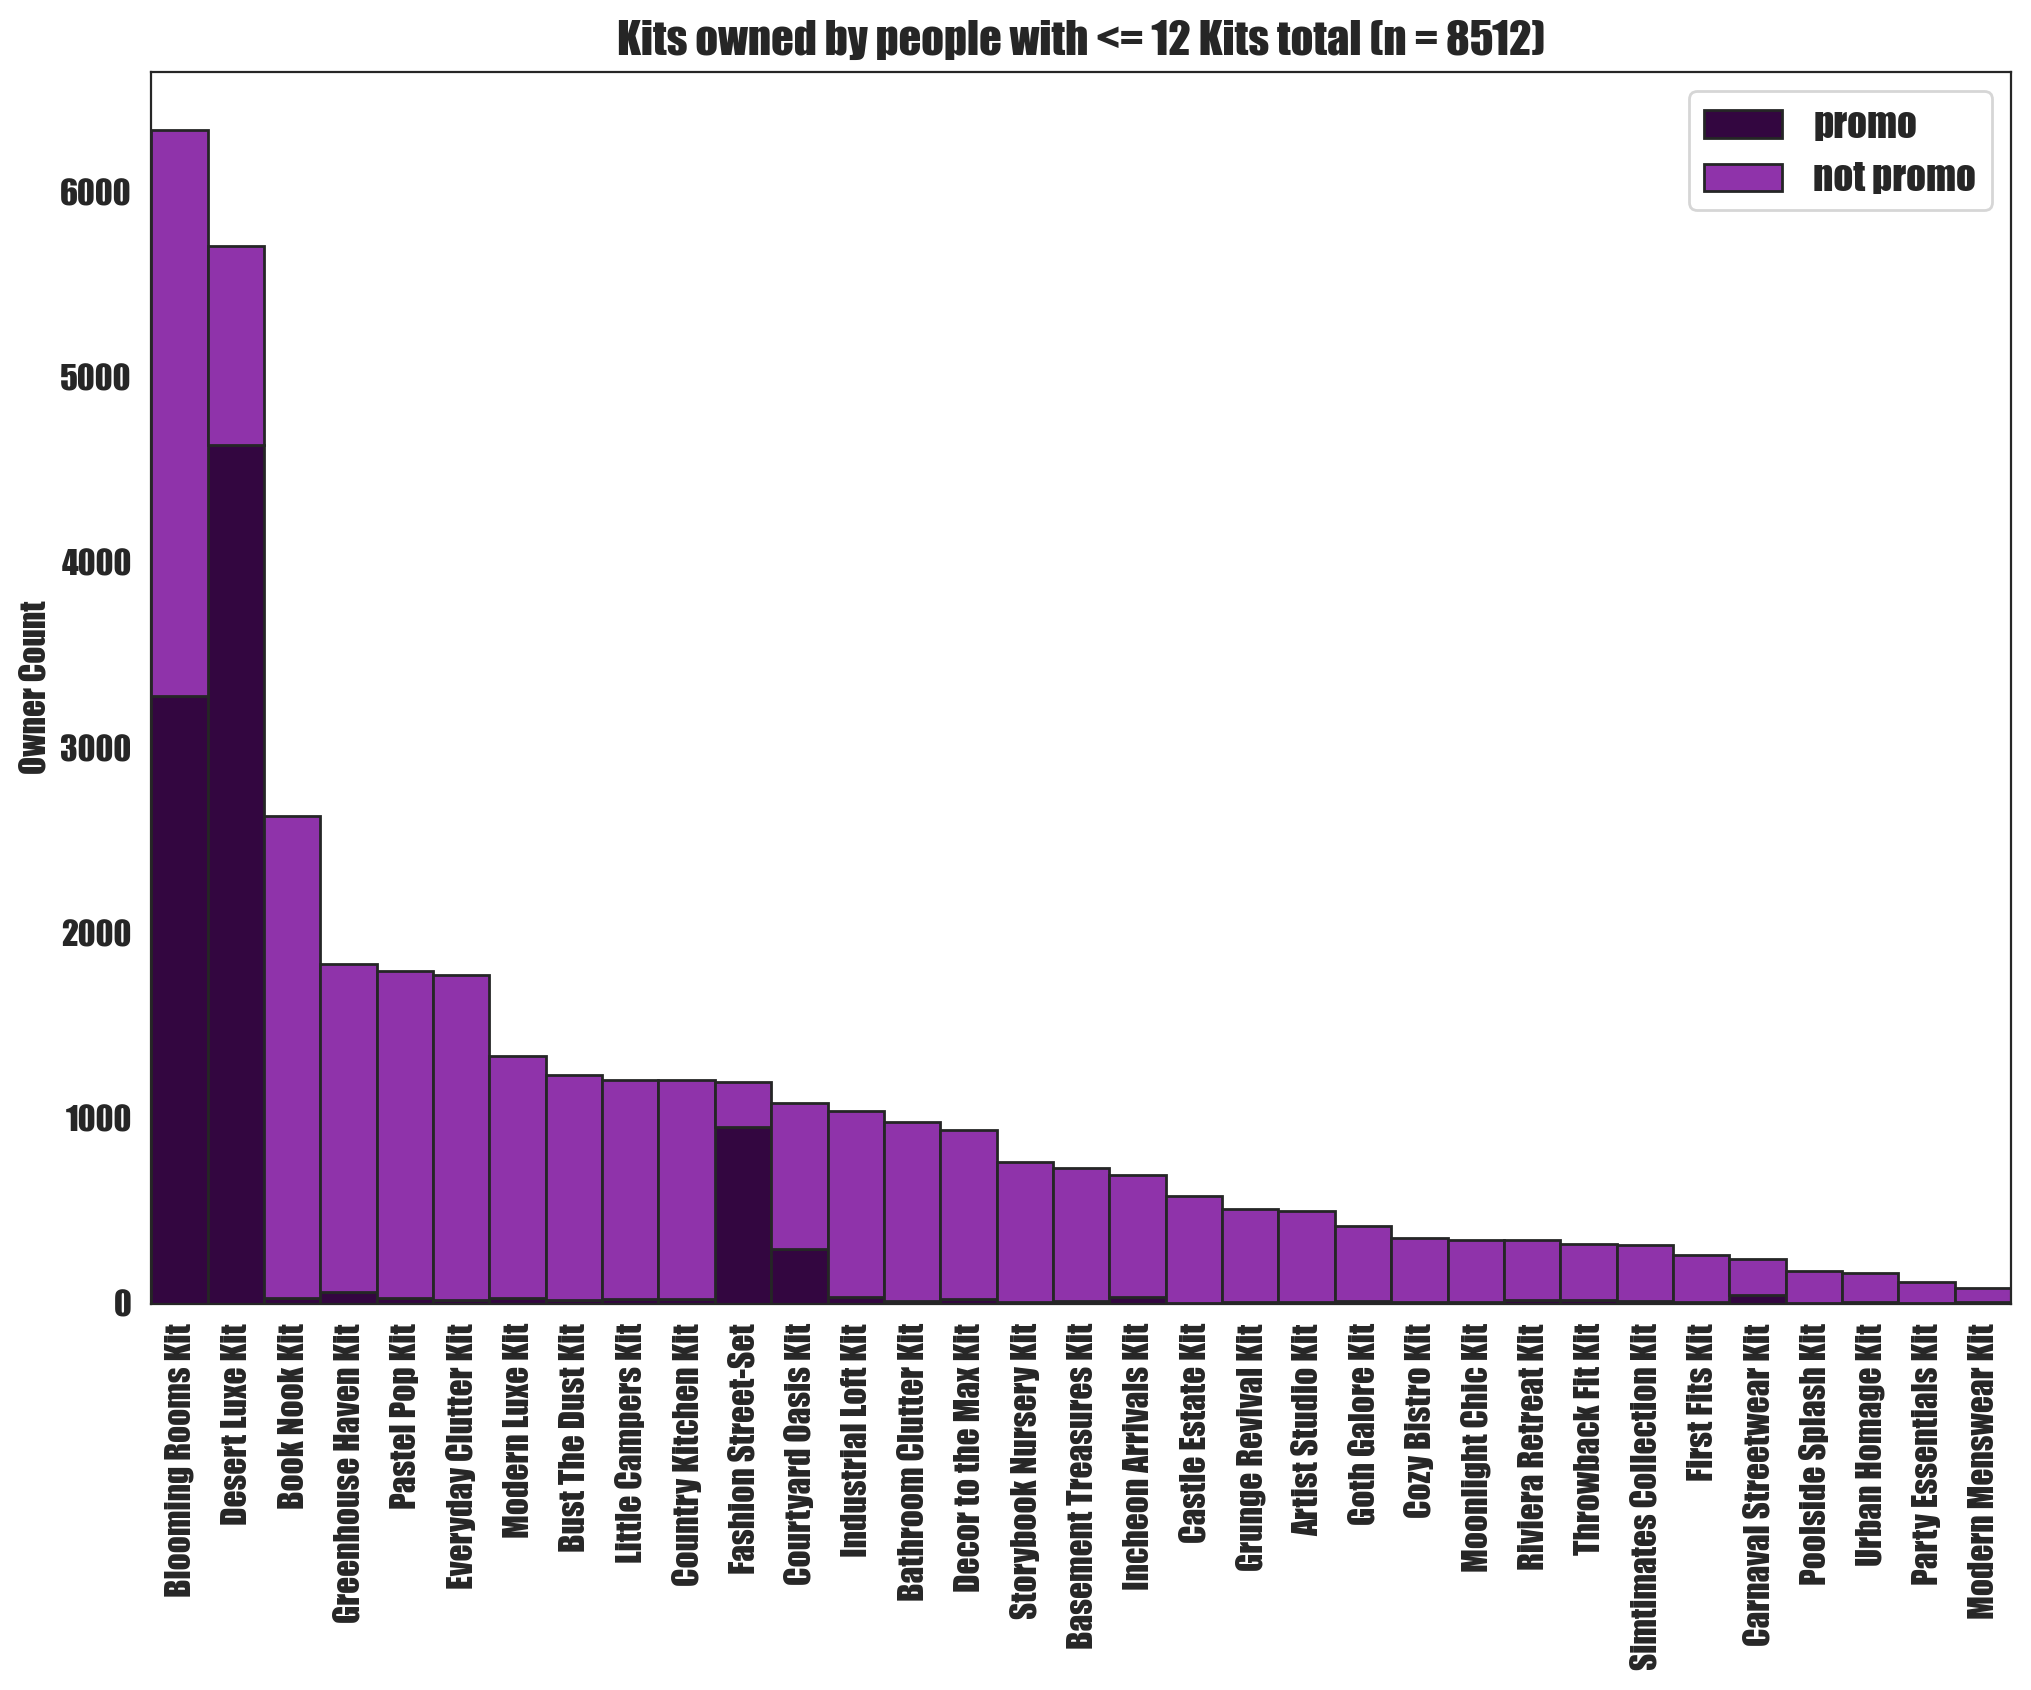 Kits owned by people with <= 12 Kits total (n = 8512)
promo
not promo
Owner Count
6000
5000
4000
3000
2000
1000
0
Blooming Rooms Kit
Desert Luxe Kit
Book Nook Kit
Greenhouse Haven Kit
Pastel Pop Kit
Everyday Clutter Kit
Modern Luxe Kit
Bust The Dust Kit
Little Campers Kit
Country Kitchen Kit
Fashion Street-Set
Courtyard Oasis Kit
Industrial Loft Kit
Bathroom Clutter Kit
Decor to the Max Kit
Storybook Nursery Kit
Basement Treasures Kit
Incheon Arrivals Kit
Castle Estate Kit
Grunge Revival Kit
Artist Studio Kit
Goth Galore Kit
Cozy Bistro Kit
Moonlight Chic Kit
Riviera Retreat Kit
Throwback Fit Kit
Simtimates Collection Kit
First Fits Kit
Carnaval Streetwear Kit
Poolside Splash Kit
Urban Homage Kit
Party Essentials Kit
Modern Menswear Kit